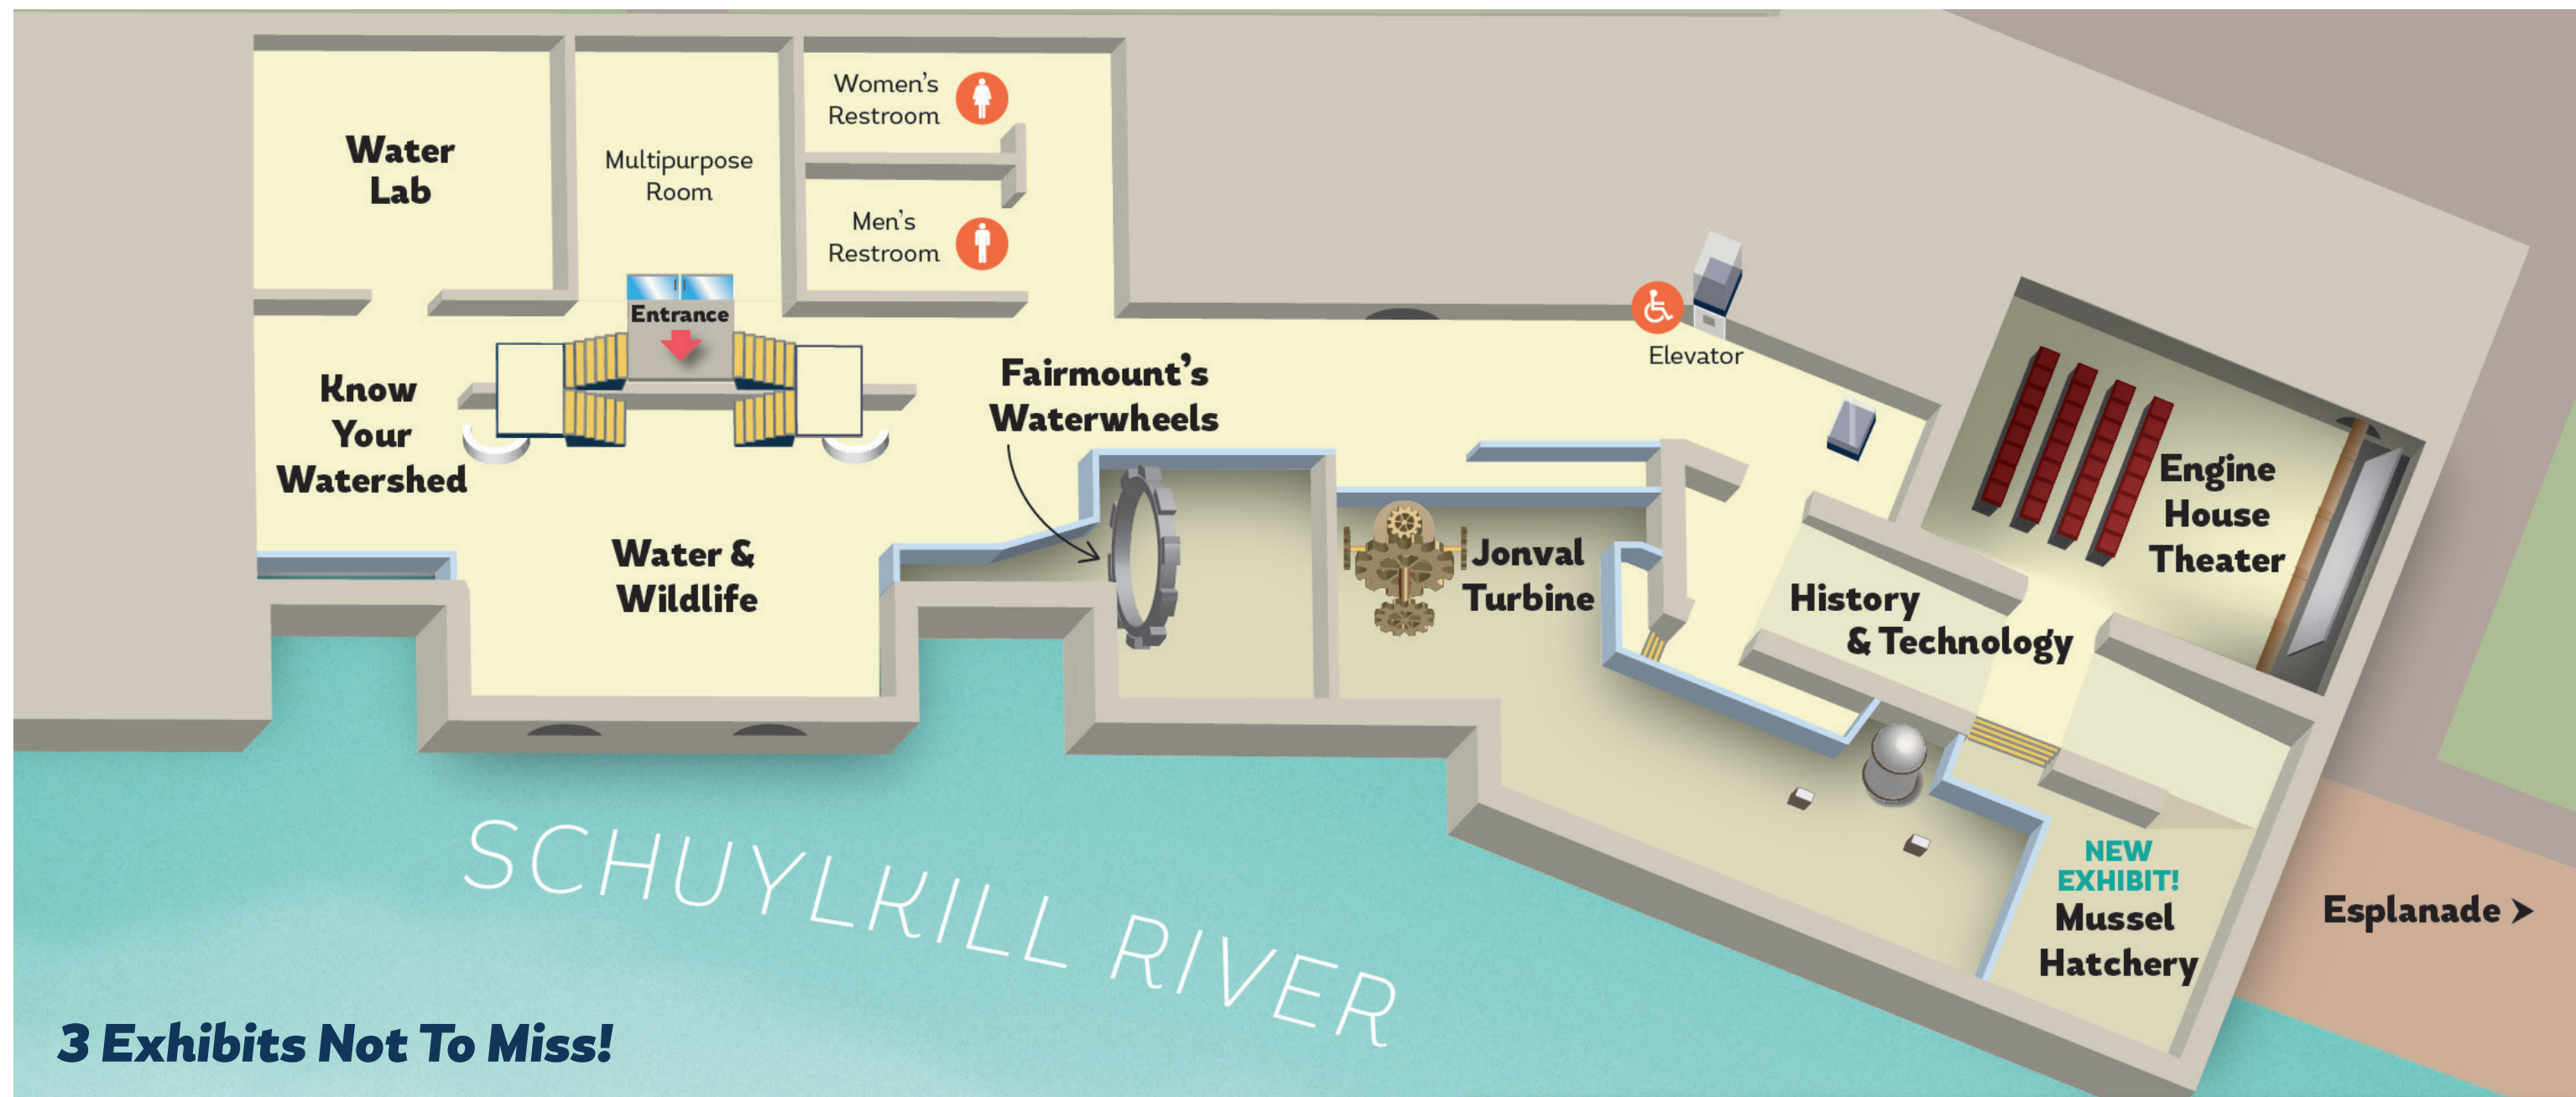 Water
Lab
Multipurpose
Room
Women's
Restroom
Men's
Restroom
Entrance
Know
Your
Watershed
Water &
Wildlife
Fairmount's
Waterwheels
Elevator
Jonval
Turbine
History
& Technology
Engine
House
Theater
NEW
EXHIBIT!
Mussel
Hatchery
Esplanade
SCHUYLKILL RIVER
3 Exhibits Not To Miss!